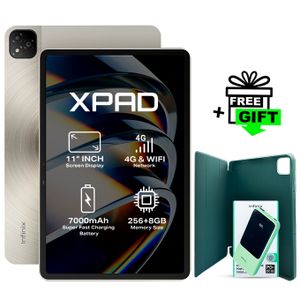 XPAD
11" INCH
Screen Display
4G
4G & WIFI
Network
7000mAh
Super Fast Charging
Battery
256+8GB
Memory Size
Infinix
+
FREE
GIFT
Infinix